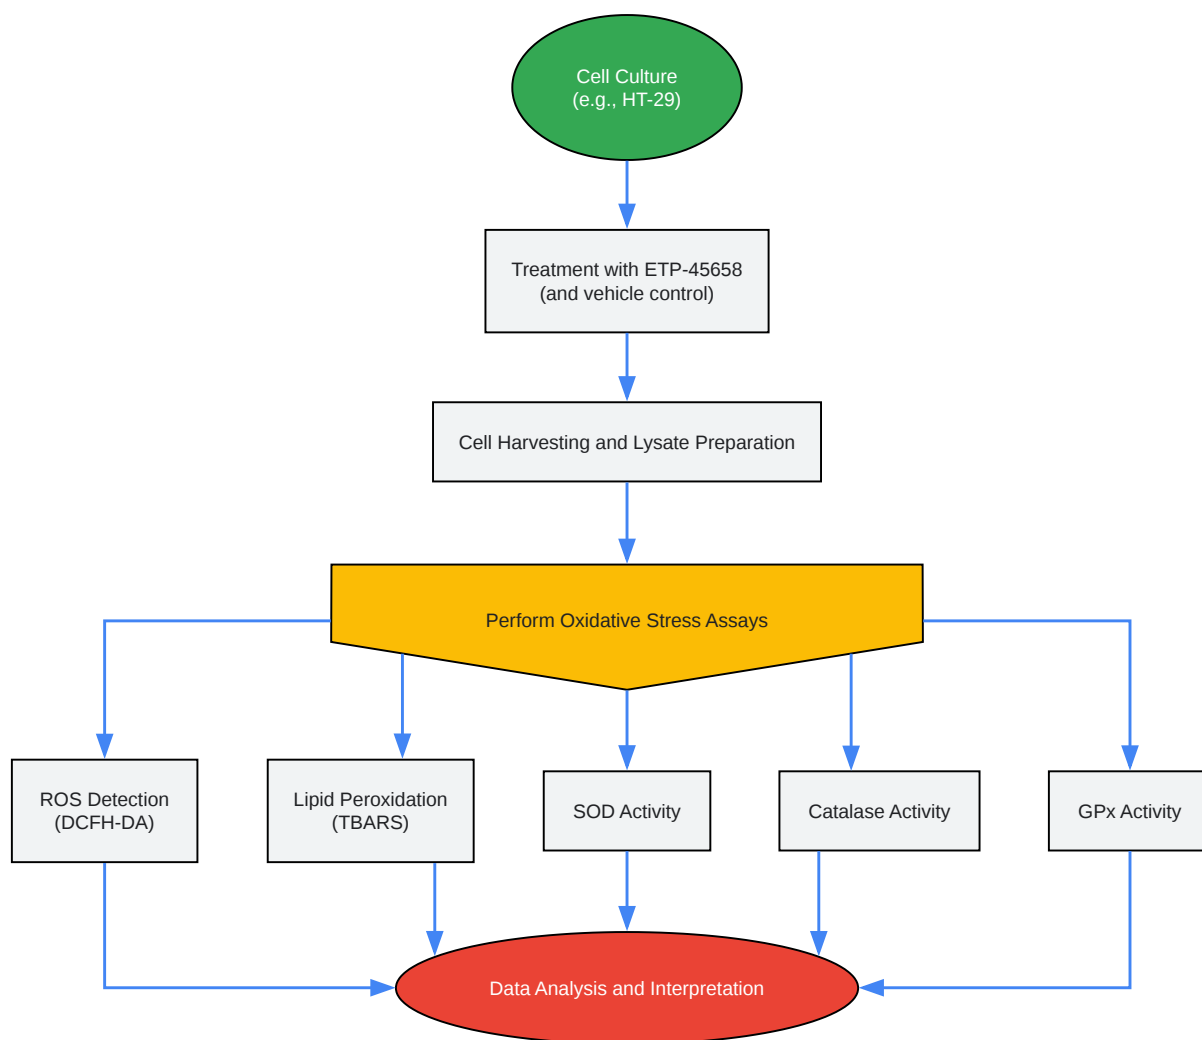 Cell Culture
(e.g., HT-29)
Treatment with ETP-45658
(and vehicle control)
Cell Harvesting and Lysate Preparation
Perform Oxidative Stress Assays
ROS Detection
(DCFH-DA)
Lipid Peroxidation
(TBARS)
SOD Activity
Catalase Activity
GPx Activity
Data Analysis and Interpretation